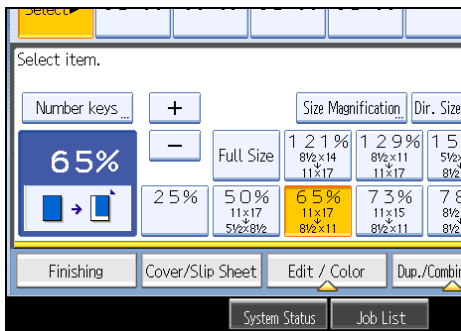 Select►
Select item.
Number keys
+
Size Magnification
Dir. Size
65%
−
Full Size
121%
8½×14
↓
11×17
129%
8½×11
↓
11×17
25%
50%
11×17
↓
5½×8½
65%
11×17
↓
8½×11
73%
11×15
↓
8½×11
Finishing
Cover/Slip Sheet
Edit / Color
System Status
Job List